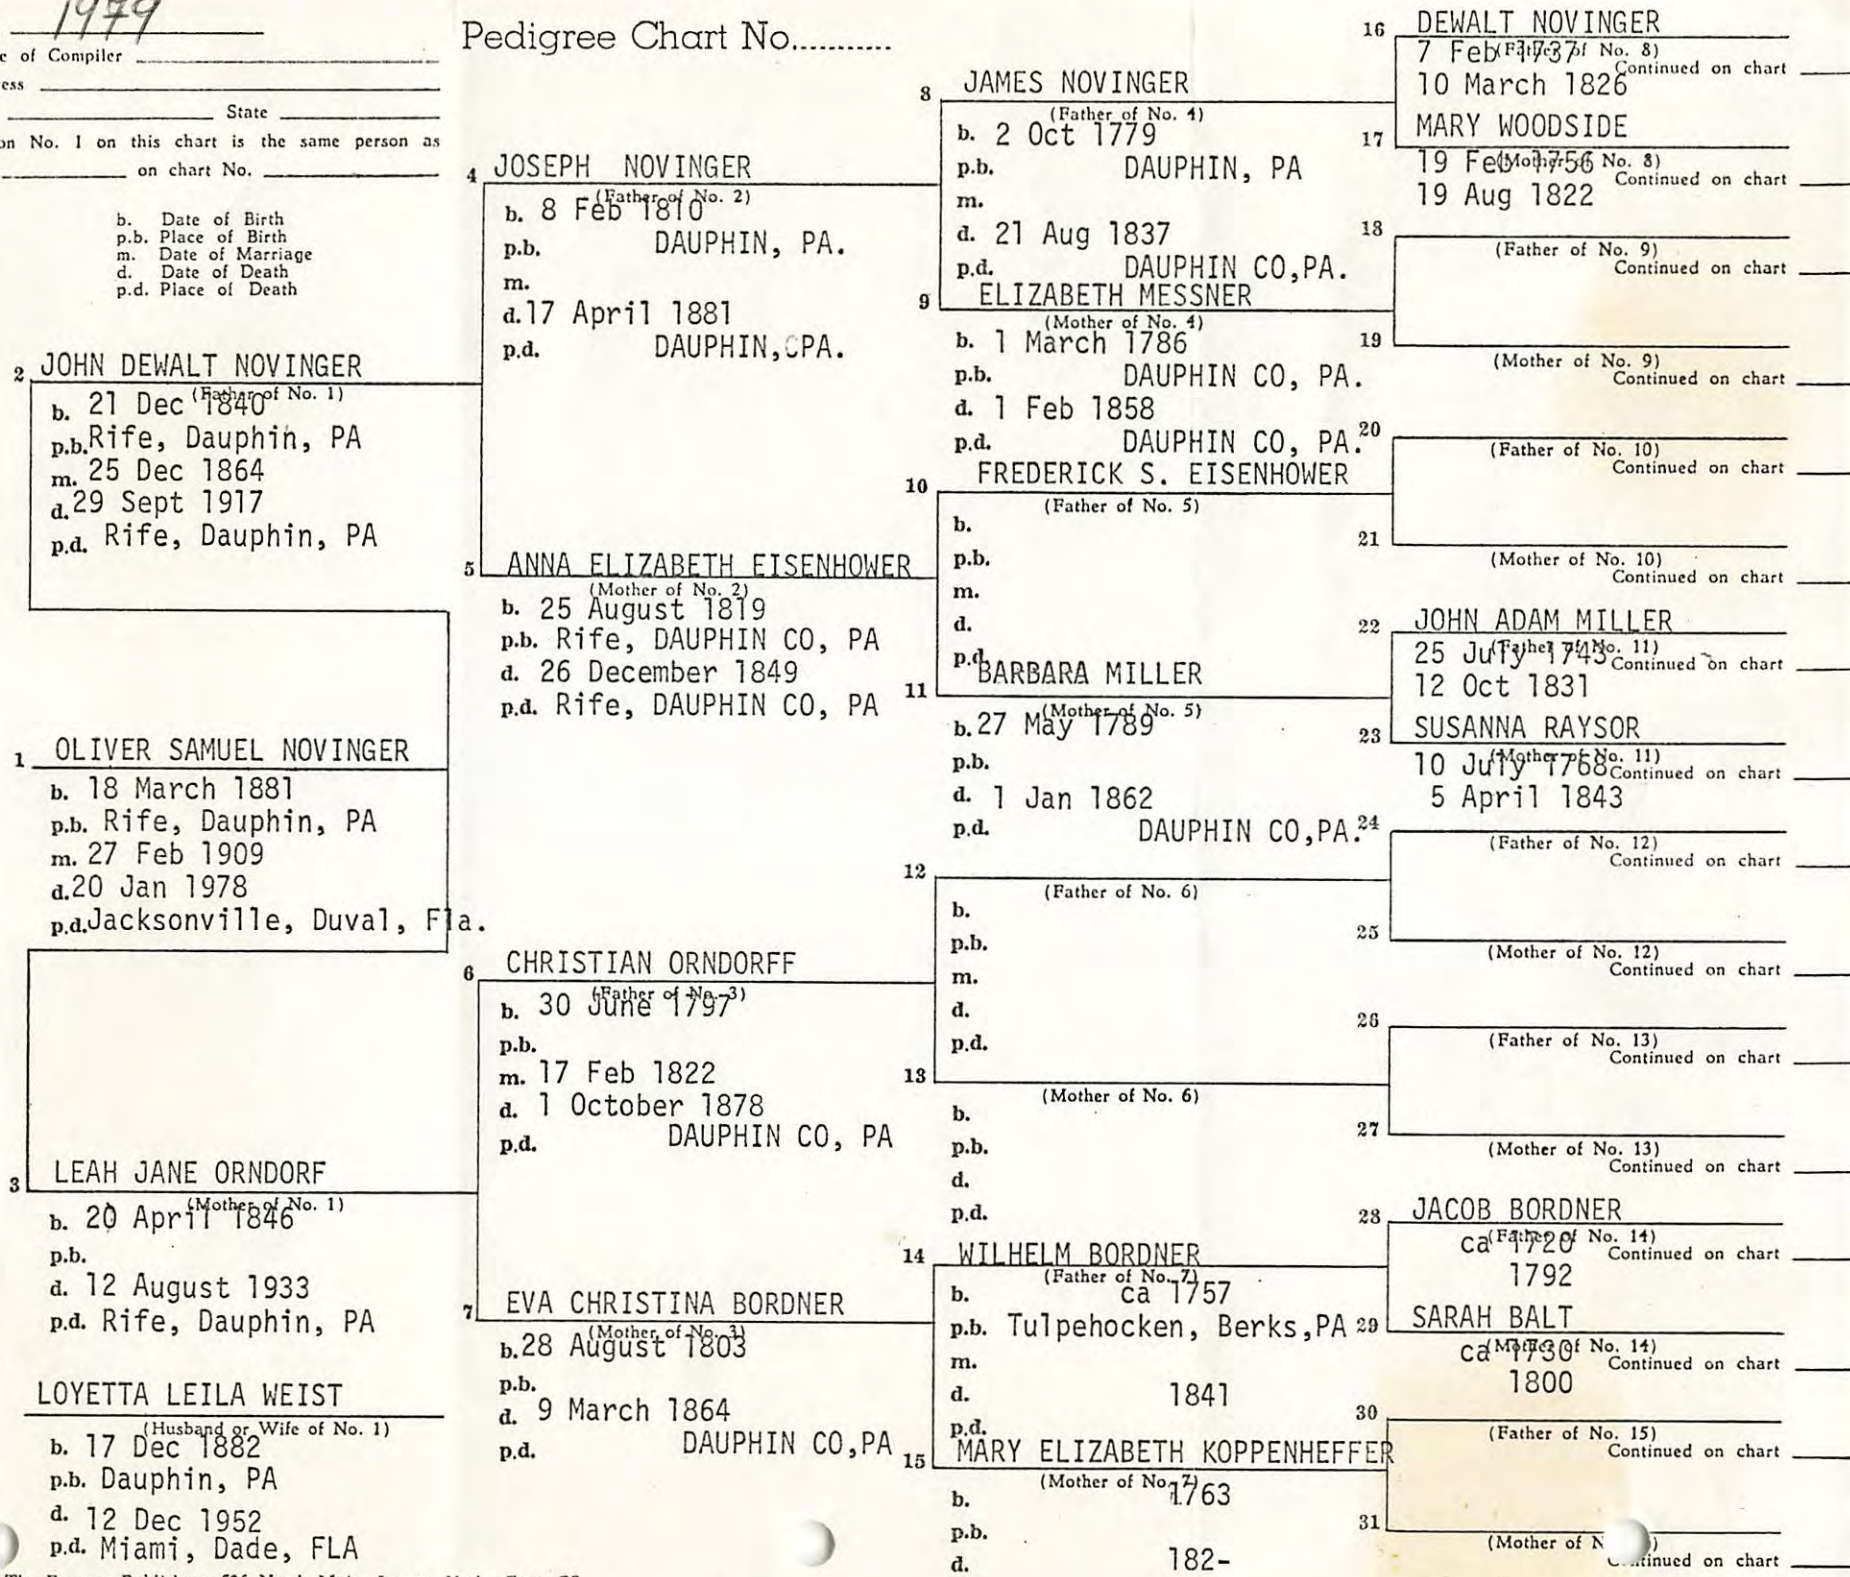 1979
Pedigree Chart No...........
e of Compiler
ess
State
on No. 1 on this chart is the same person as
on chart No.
b. Date of Birth
p.b. Place of Birth
m. Date of Marriage
d. Date of Death
p.d. Place of Death
2 JOHN DEWALT NOVINGER
(Father of No. 1)
b. 21 Dec 1840
p.b. Rife, Dauphin, PA
m. 25 Dec 1864
d. 29 Sept 1917
p.d. Rife, Dauphin, PA
1 OLIVER SAMUEL NOVINGER
b. 18 March 1881
p.b. Rife, Dauphin, PA
m. 27 Feb 1909
d. 20 Jan 1978
p.d. Jacksonville, Duval, Fla.
3 LEAH JANE ORNDORF
(Mother of No. 1)
b. 20 April 1846
p.b.
d. 12 August 1933
p.d. Rife, Dauphin, PA
LOYETTA LEILA WEIST
(Husband or Wife of No. 1)
b. 17 Dec 1882
p.b. Dauphin, PA
d. 12 Dec 1952
p.d. Miami, Dade, FLA
4 JOSEPH NOVINGER
(Father of No. 2)
b. 8 Feb 1810
p.b. DAUPHIN, PA.
m.
d. 17 April 1881
p.d. DAUPHIN, PA.
5 ANNA ELIZABETH EISENHOWER
(Mother of No. 2)
b. 25 August 1819
p.b. Rife, DAUPHIN CO, PA
d. 26 December 1849
p.d. Rife, DAUPHIN CO, PA
6 CHRISTIAN ORNDORFF
(Father of No. 3)
b. 30 June 1797
p.b.
m. 17 Feb 1822
d. 1 October 1878
p.d. DAUPHIN CO, PA
7 EVA CHRISTINA BORDNER
(Mother of No. 3)
b. 28 August 1803
p.b.
d. 9 March 1864
p.d. DAUPHIN CO,PA
8 JAMES NOVINGER
(Father of No. 4)
b. 2 Oct 1779
p.b. DAUPHIN, PA
m.
d. 21 Aug 1837
p.d. DAUPHIN CO,PA.
9 ELIZABETH MESSNER
(Mother of No. 4)
b. 1 March 1786
p.b. DAUPHIN CO, PA.
d. 1 Feb 1858
p.d. DAUPHIN CO, PA.
10 FREDERICK S. EISENHOWER
(Father of No. 5)
b.
p.b.
m.
d.
p.d.
11 BARBARA MILLER
(Mother of No. 5)
b. 27 May 1789
p.b.
d. 1 Jan 1862
p.d. DAUPHIN CO,PA.
12
(Father of No. 6)
b.
p.b.
m.
d.
p.d.
13
(Mother of No. 6)
b.
p.b.
d.
p.d.
14 WILHELM BORDNER
(Father of No. 7)
b. ca 1757
p.b. Tulpehocken, Berks,PA
m.
d. 1841
p.d.
15 MARY ELIZABETH KOPPENHEFFER
(Mother of No. 7)
b. 1763
p.b.
d. 182-
16 DEWALT NOVINGER
(Father of No. 8)
7 Feb 1737
Continued on chart
10 March 1826
17 MARY WOODSIDE
(Mother of No. 8)
19 Feb 1756
Continued on chart
19 Aug 1822
18
(Father of No. 9)
Continued on chart
19
(Mother of No. 9)
Continued on chart
20
(Father of No. 10)
Continued on chart
21
(Mother of No. 10)
Continued on chart
22 JOHN ADAM MILLER
(Father of No. 11)
25 July 1743
Continued on chart
12 Oct 1831
23 SUSANNA RAYSOR
(Mother of No. 11)
10 July 1768
Continued on chart
5 April 1843
24
(Father of No. 12)
Continued on chart
25
(Mother of No. 12)
Continued on chart
26
(Father of No. 13)
Continued on chart
27
(Mother of No. 13)
Continued on chart
28 JACOB BORDNER
(Father of No. 14)
ca 1720
Continued on chart
1792
29 SARAH BALT
(Mother of No. 14)
ca 1730
Continued on chart
1800
30
(Father of No. 15)
Continued on chart
31
(Mother of N
tinued on chart